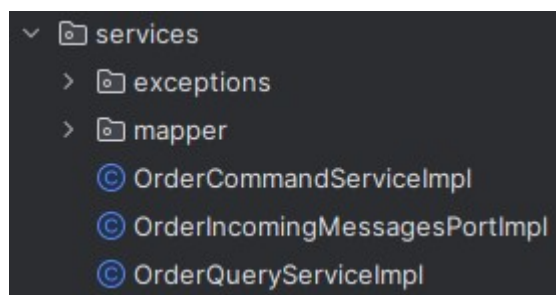 services
exceptions
mapper
OrderCommandServiceImpl
OrderIncomingMessagesPortImpl
OrderQueryServiceImpl